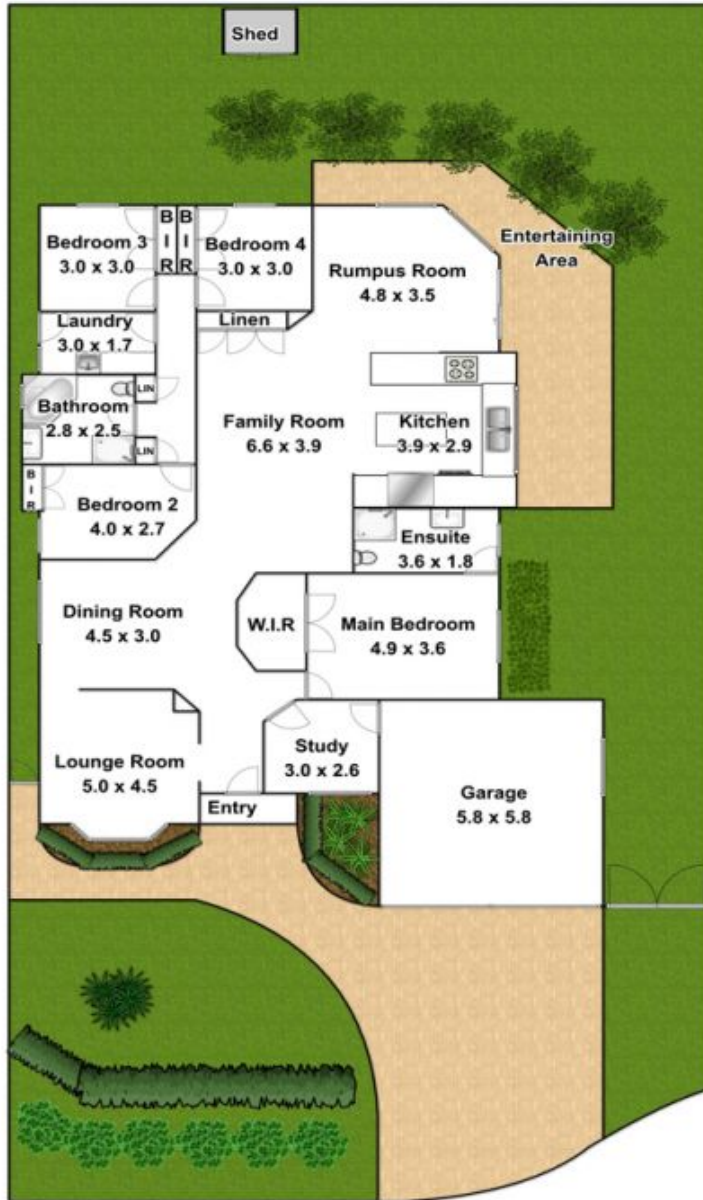 Shed
B
I
R
B
I
R
Bedroom 3
3.0 x 3.0
Bedroom 4
3.0 x 3.0
Entertaining
Area
Rumpus Room
4.8 x 3.5
Laundry
3.0 x 1.7
Linen
LIN
Bathroom
2.8 x 2.5
LIN
Family Room
6.6 x 3.9
Kitchen
3.9 x 2.9
B
I
R
Bedroom 2
4.0 x 2.7
Ensuite
3.6 x 1.8
Dining Room
4.5 x 3.0
W.I.R
Main Bedroom
4.9 x 3.6
Lounge Room
5.0 x 4.5
Study
3.0 x 2.6
Entry
Garage
5.8 x 5.8